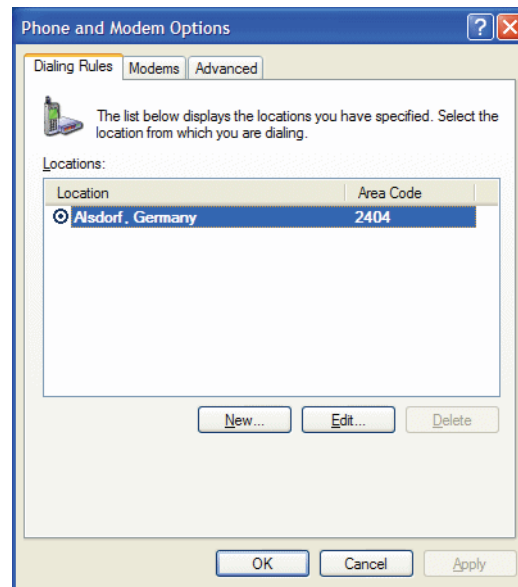 Phone and Modem Options
Dialing Rules Modems Advanced
The list below displays the locations you have specified. Select the
location from which you are dialing.
Locations:
Location Area Code
Alsdorf, Germany 2404
New... Edit... Delete
OK Cancel Apply